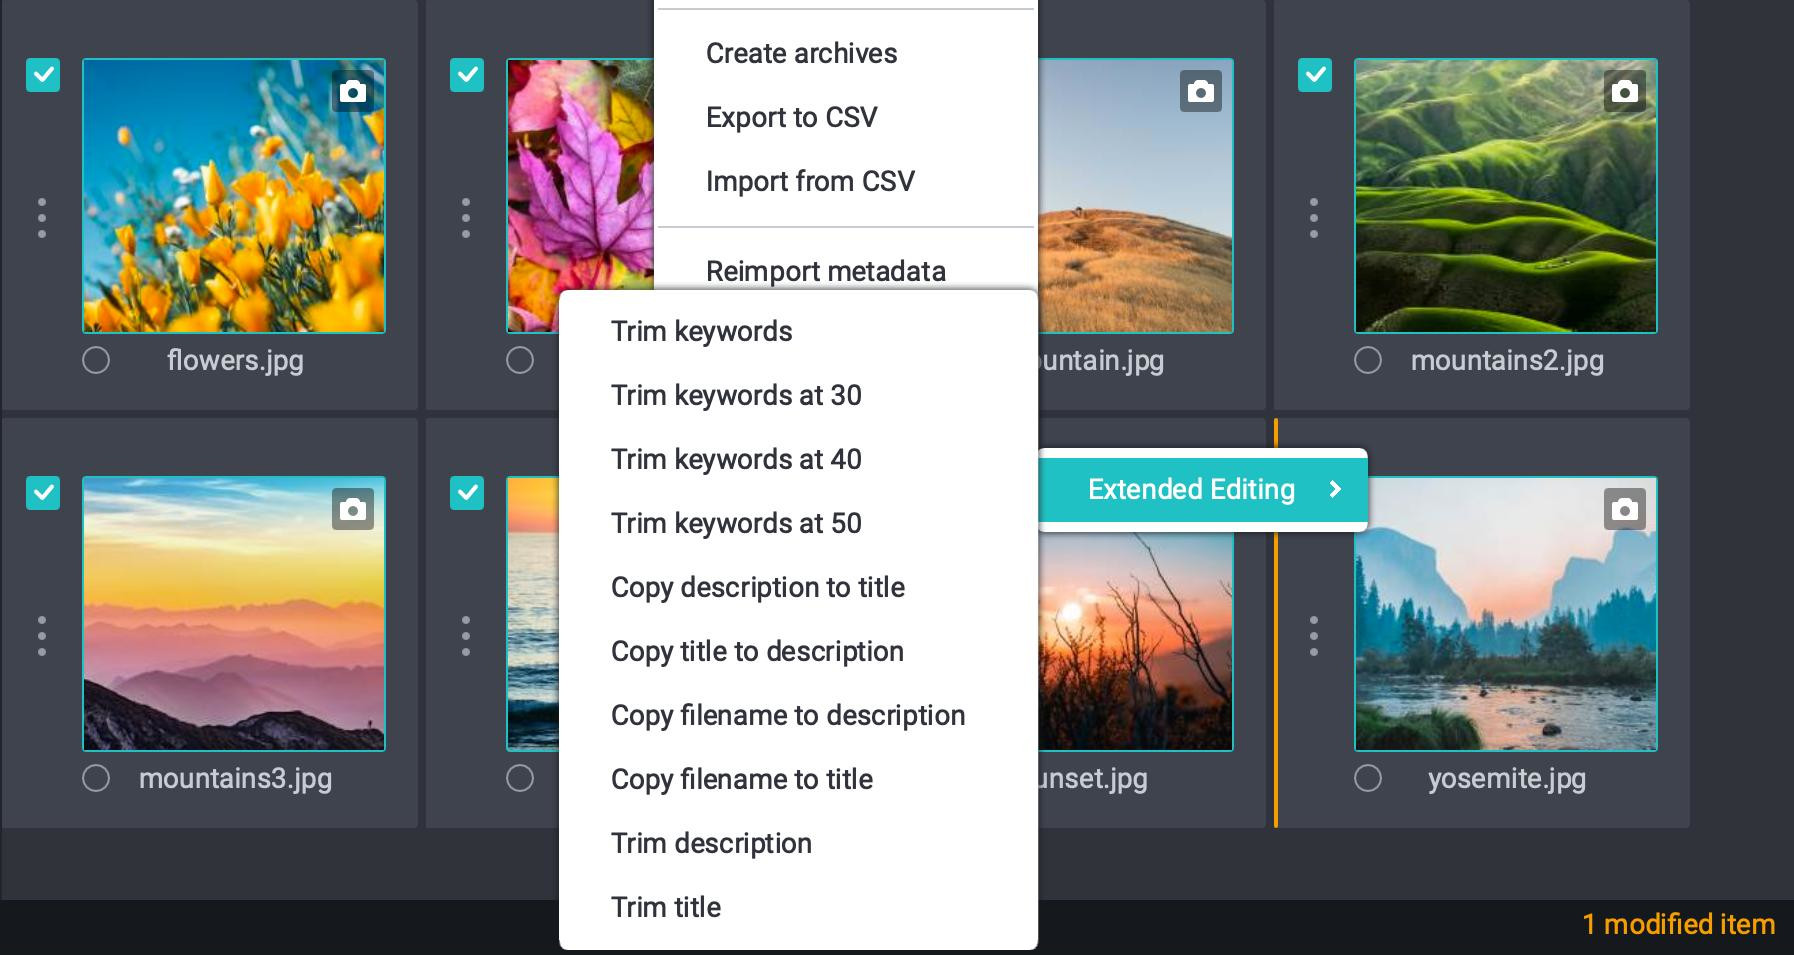 Create archives
Export to CSV
Import from CSV
Reimport metadata
flowers.jpg
untain.jpg
mountains2.jpg
Trim keywords
Trim keywords at 30
Trim keywords at 40
Trim keywords at 50
Copy description to title
Copy title to description
Copy filename to description
Copy filename to title
Trim description
Trim title
Extended Editing
mountains3.jpg
unset.jpg
yosemite.jpg
1 modified item